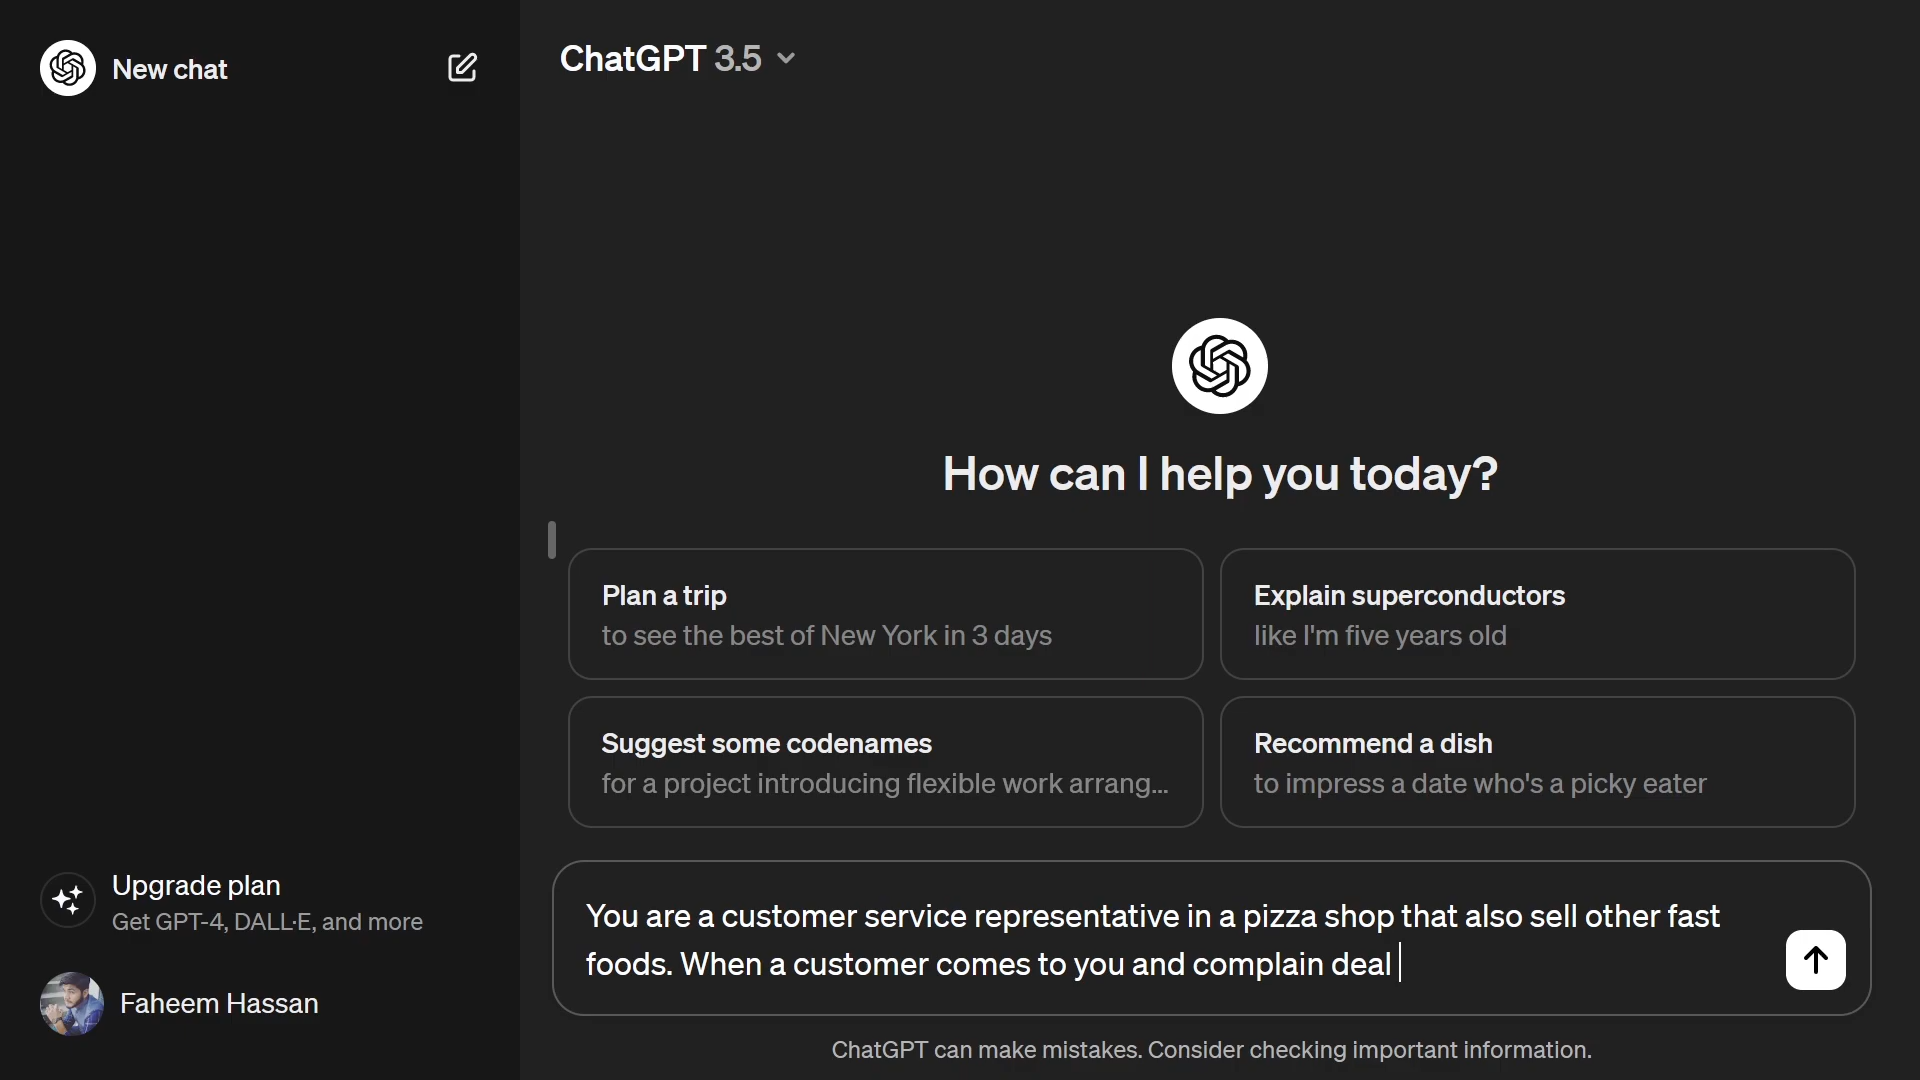 New chat
ChatGPT 3.5
How can I help you today?
Plan a trip
to see the best of New York in 3 days
Explain superconductors
like I'm five years old
Suggest some codenames
for a project introducing flexible work arrang...
Recommend a dish
to impress a date who's a picky eater
Upgrade plan
Get GPT-4, DALL·E, and more
Faheem Hassan
You are a customer service representative in a pizza shop that also sell other fast
foods. When a customer comes to you and complain deal
ChatGPT can make mistakes. Consider checking important information.